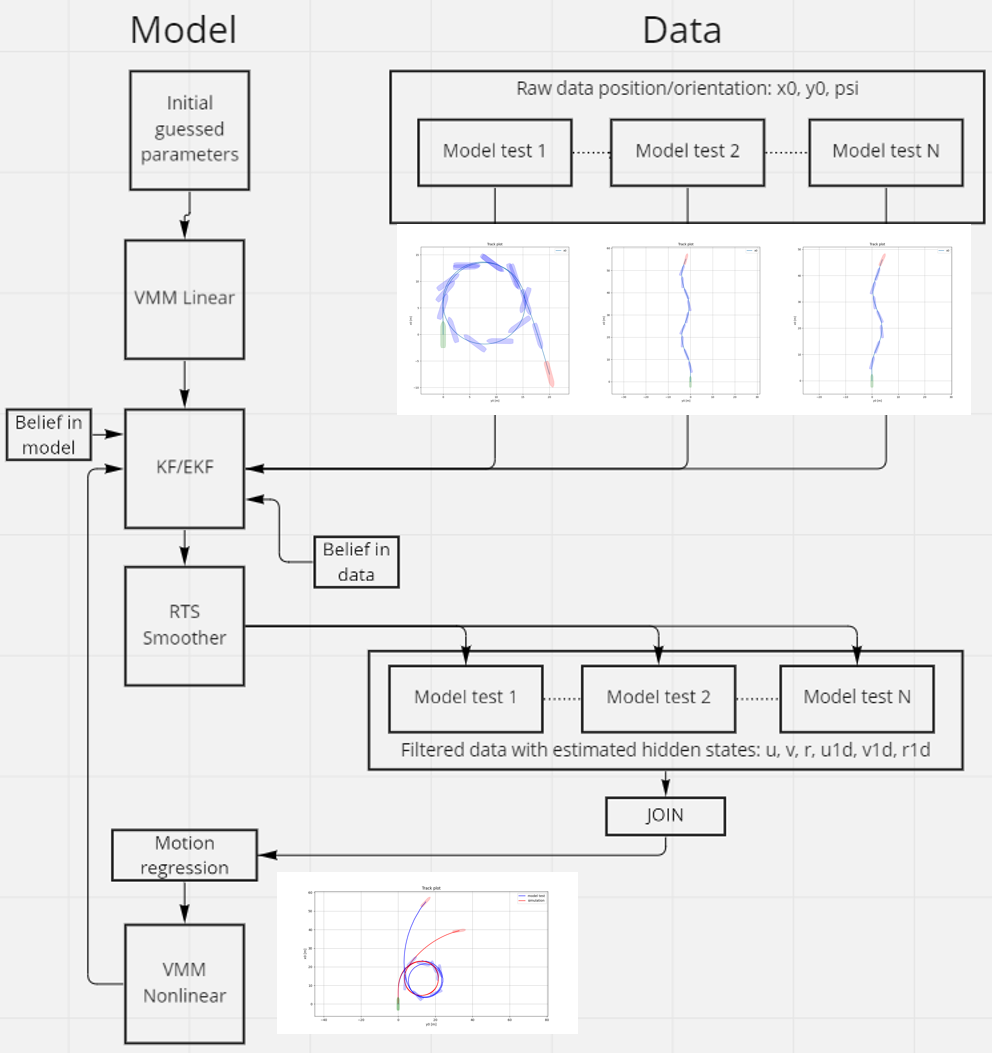 Model
Data
Initial
guessed
parameters
Raw data position/orientation: x0, y0, psi
Model test 1
Model test 2
Model test N
VMM Linear
Track plot
Track plot
Track plot
Belief in
model
KF/EKF
Belief in
data
RTS
Smoother
Model test 1
Model test 2
Model test N
Filtered data with estimated hidden states: u, v, r, u1d, v1d, r1d
JOIN
Motion
regression
Track plot
model test
simulation
VMM
Nonlinear